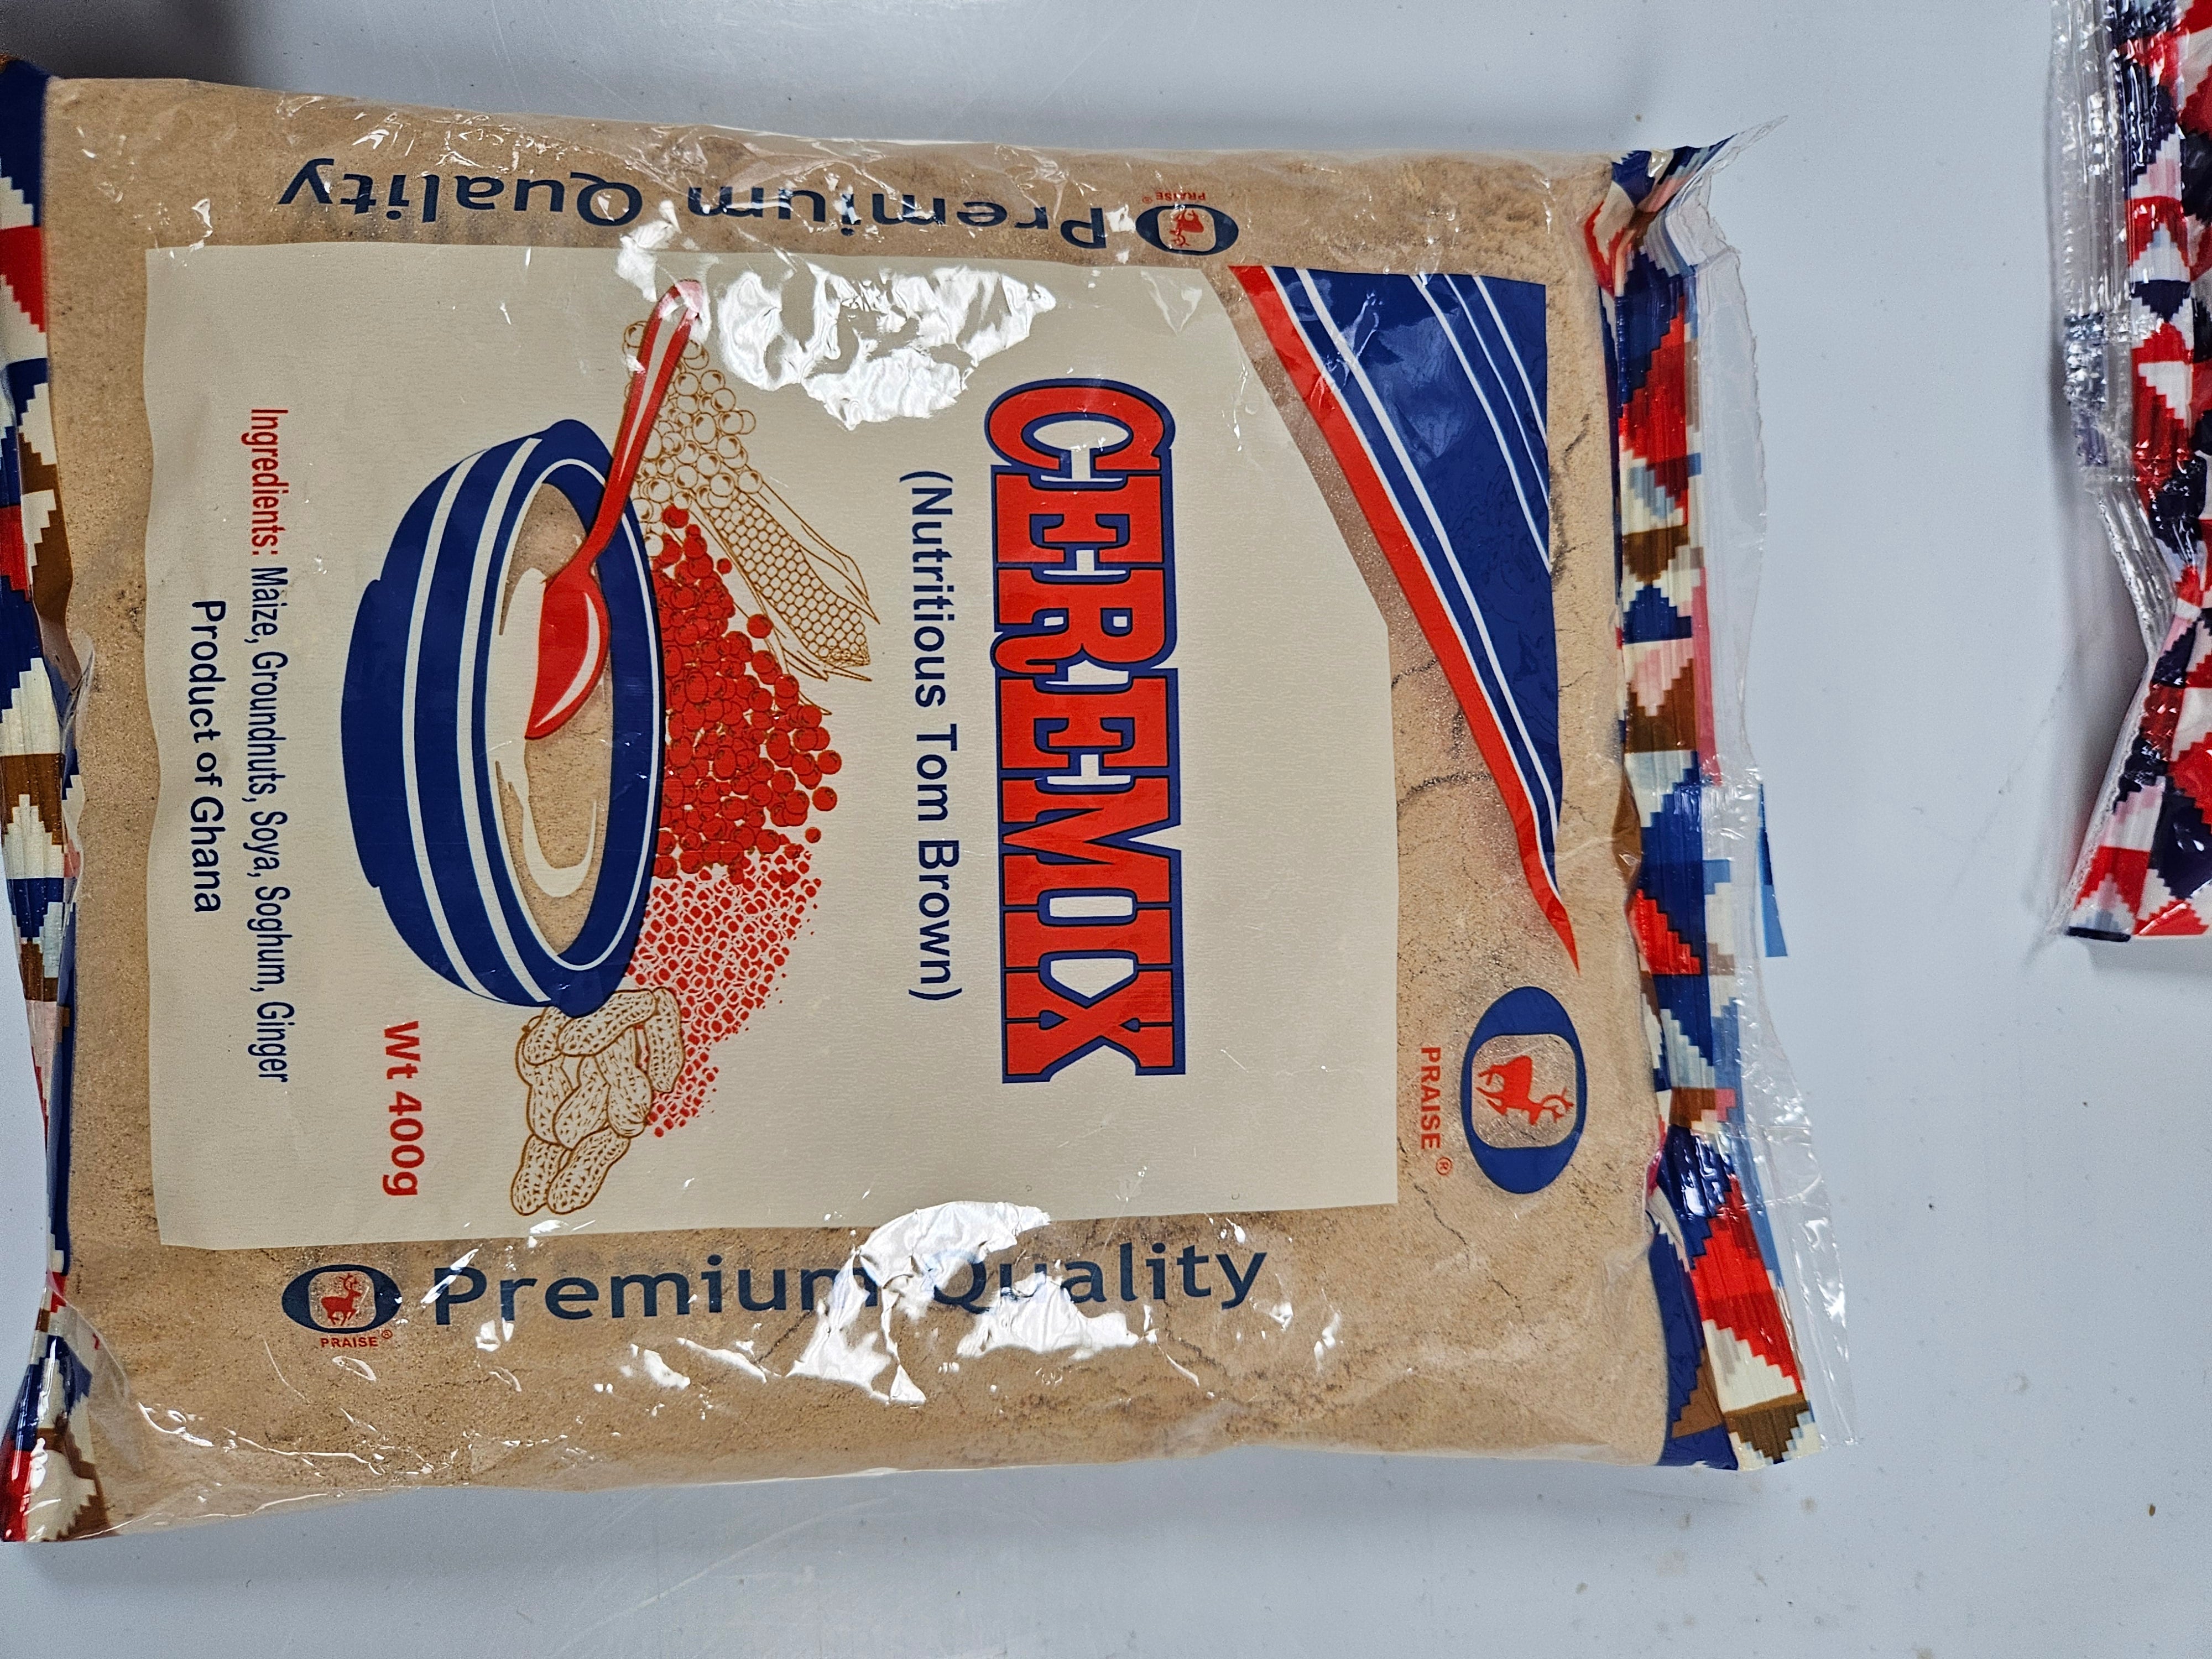 PRAISE®
CEREMIX
(Nutritious Tom Brown)
Wt 400g
Ingredients: Maize, Groundnuts, Soya, Soghum, Ginger
Product of Ghana
PRAISE®
Premium Quality
PRAISE®
Premium Quality